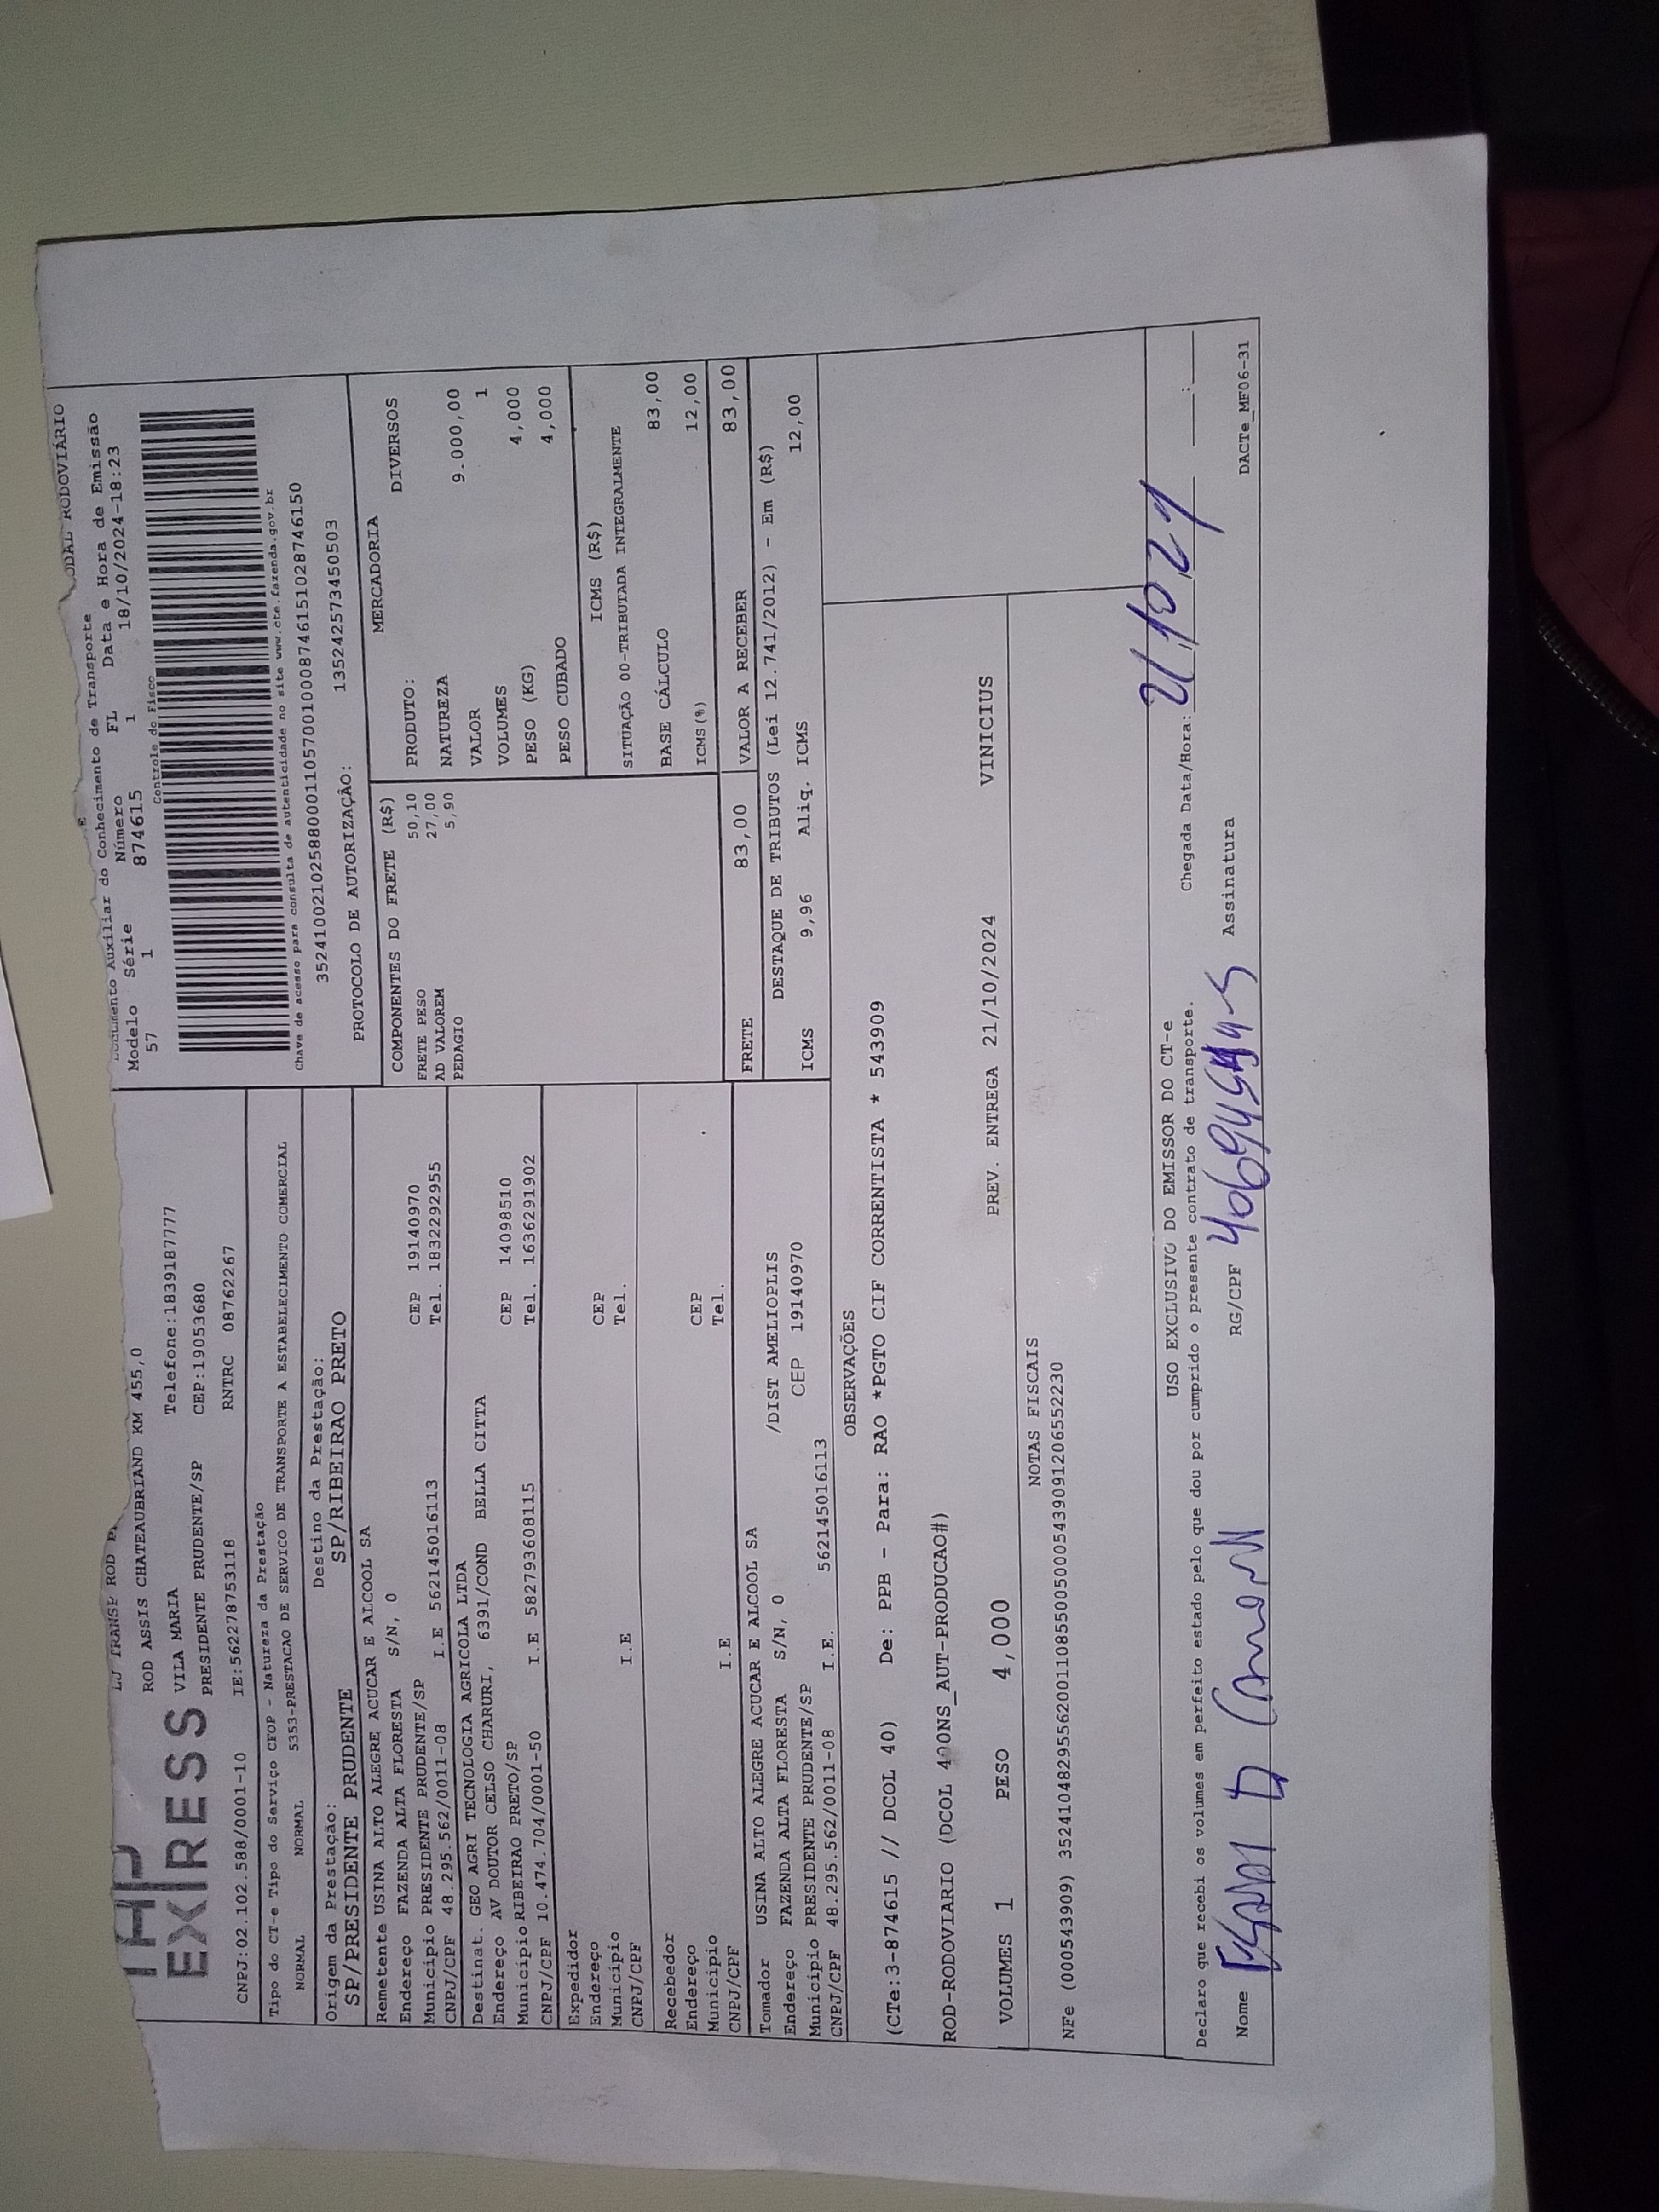 EXPRESS
ROD ASSIS CHATEAUBRIAND KM 455,0
VILA MARIA Telefone:1839187777
PRESIDENTE PRUDENTE/SP CEP:19053680
CNPJ:02.102.588/0001-10 IE:562278753118 RNTRC 08762267
Tipo do CT-e Tipo do Serviço CFOP - Natureza da Prestação
NORMAL NORMAL 5353-PRESTACAO DE SERVICO DE TRANSPORTE A ESTABELECIMENTO COMERCIAL
Origem da Prestação: Destino da Prestação:
SP/PRESIDENTE PRUDENTE SP/RIBEIRAO PRETO
Remetente USINA ALTO ALEGRE ACUCAR E ALCOOL SA
Endereço FAZENDA ALTA FLORESTA S/N, 0
Município PRESIDENTE PRUDENTE/SP CEP 19140970
CNPJ/CPF 48.295.562/0011-08 I.E 562145016113 Tel. 1832292955
Destinat. GEO AGRI TECNOLOGIA AGRICOLA LTDA
Endereço AV DOUTOR CELSO CHARURI, 6391/COND BELLA CITTA
Município RIBEIRAO PRETO/SP CEP 14098510
CNPJ/CPF 10.474.704/0001-50 I.E 582793608115 Tel. 1636291902
Expedidor
Endereço
Município CEP
CNPJ/CPF I.E Tel.
Recebedor
Endereço
Município CEP
CNPJ/CPF I.E Tel.
Tomador USINA ALTO ALEGRE ACUCAR E ALCOOL SA
Endereço FAZENDA ALTA FLORESTA S/N, 0 /DIST AMELIOPLIS
Município PRESIDENTE PRUDENTE/SP CEP 19140970
CNPJ/CPF 48.295.562/0011-08 I.E. 562145016113
ODAL RODOVIÁRIO
Auxiliar do Conhecimento de Transporte
Modelo Série Número FL Data e Hora de Emissão
57 1 874615 1 18/10/2024-18:23
Controle do Fisco
Chave de acesso para consulta de autenticidade no site www.cte.fazenda.gov.br
35241002102588000110570010008746151028746150
PROTOCOLO DE AUTORIZAÇÃO: 135242573450503
COMPONENTES DO FRETE (R$)
FRETE PESO 50,10
AD VALOREM 27,00
PEDAGIO 5,90
MERCADORIA
PRODUTO: DIVERSOS
NATUREZA
VALOR 9.000,00
VOLUMES 1
PESO (KG) 4,000
PESO CUBADO 4,000
ICMS (R$)
SITUAÇÃO 00-TRIBUTADA INTEGRALMENTE
BASE CÁLCULO 83,00
ICMS(%) 12,00
FRETE 83,00 VALOR A RECEBER 83,00
DESTAQUE DE TRIBUTOS (Lei 12.741/2012) - Em (R$)
ICMS 9,96 Aliq. ICMS 12,00
OBSERVAÇÕES
(CTe:3-874615 // DCOL 40) De: PPB - Para: RAO *PGTO CIF CORRENTISTA * 543909
ROD-RODOVIARIO (DCOL 400NS_AUT-PRODUCAO#)
VOLUMES 1 PESO 4,000 PREV. ENTREGA 21/10/2024 VINICIUS
NOTAS FISCAIS
NFe (000543909) 35241048295562001108550050005439091206552230
USO EXCLUSIVO DO EMISSOR DO CT-e
Declaro que recebi os volumes em perfeito estado pelo que dou por cumprido o presente contrato de transporte. Chegada Data/Hora: :
Nome RG/CPF Assinatura
DACTe_MF06-31